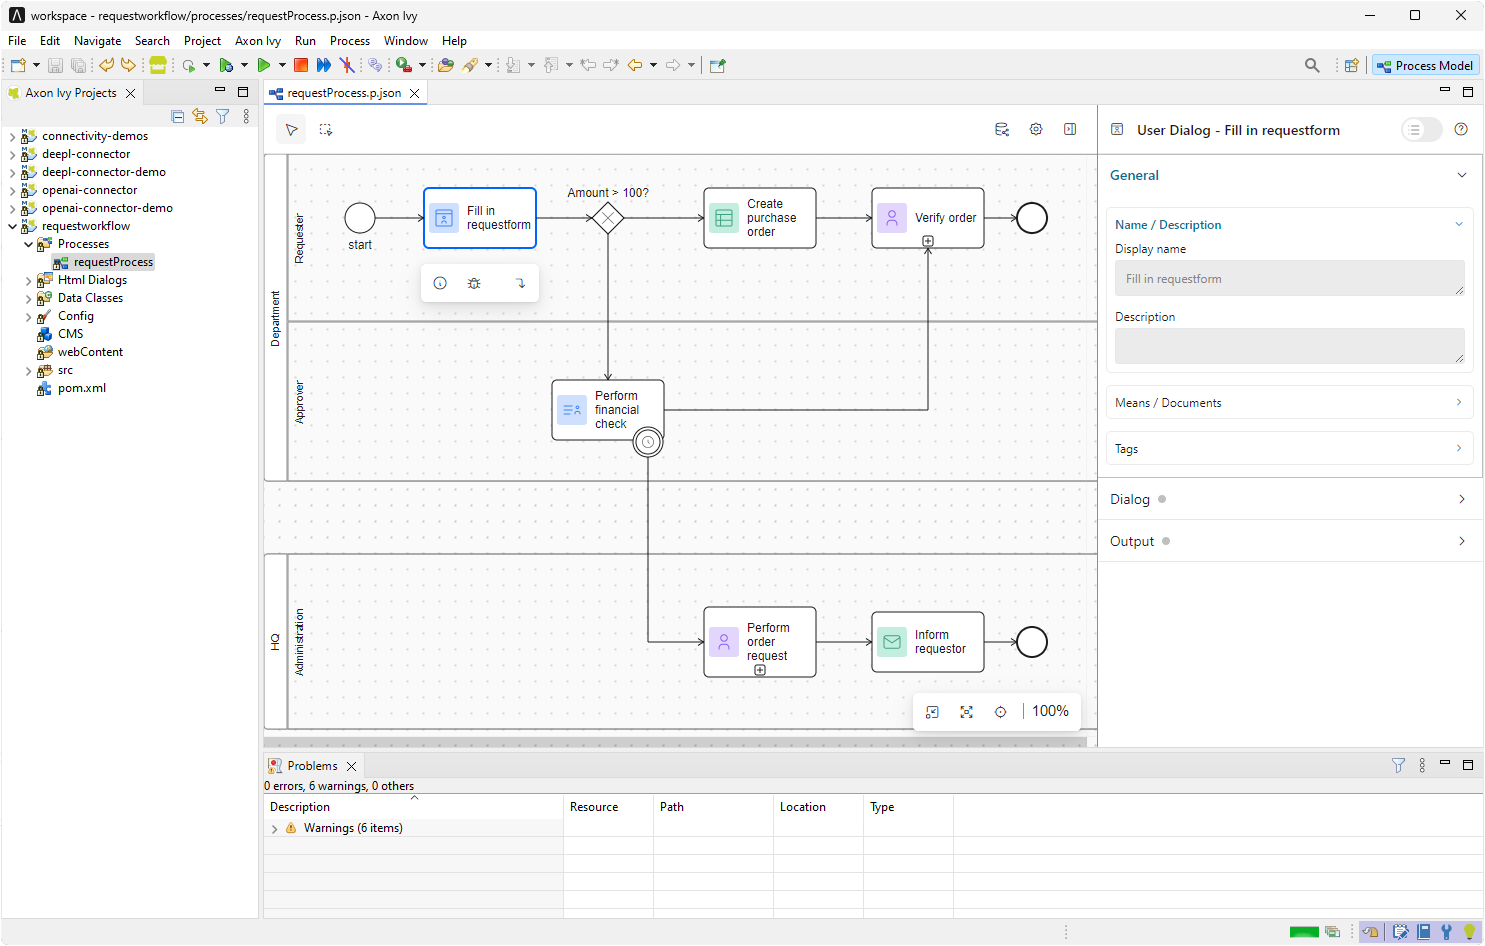 workspace - requestworkflow/processes/requestProcess.p.json - Axon Ivy
File Edit Navigate Search Project Axon Ivy Run Process Window Help
Process Model
Axon Ivy Projects
connectivity-demos
deepl-connector
deepl-connector-demo
openai-connector
openai-connector-demo
requestworkflow
Processes
requestProcess
Html Dialogs
Data Classes
Config
CMS
webContent
src
pom.xml
requestProcess.p.json
Department
Requester
start
Fill in
requestform
Amount > 100?
Create
purchase
order
Verify order
Approver
Perform
financial
check
HQ
Administration
Perform
order
request
Inform
requestor
100%
User Dialog - Fill in requestform
General
Name / Description
Display name
Fill in requestform
Description
Means / Documents
Tags
Dialog
Output
Problems
0 errors, 6 warnings, 0 others
Description Resource Path Location Type
Warnings (6 items)